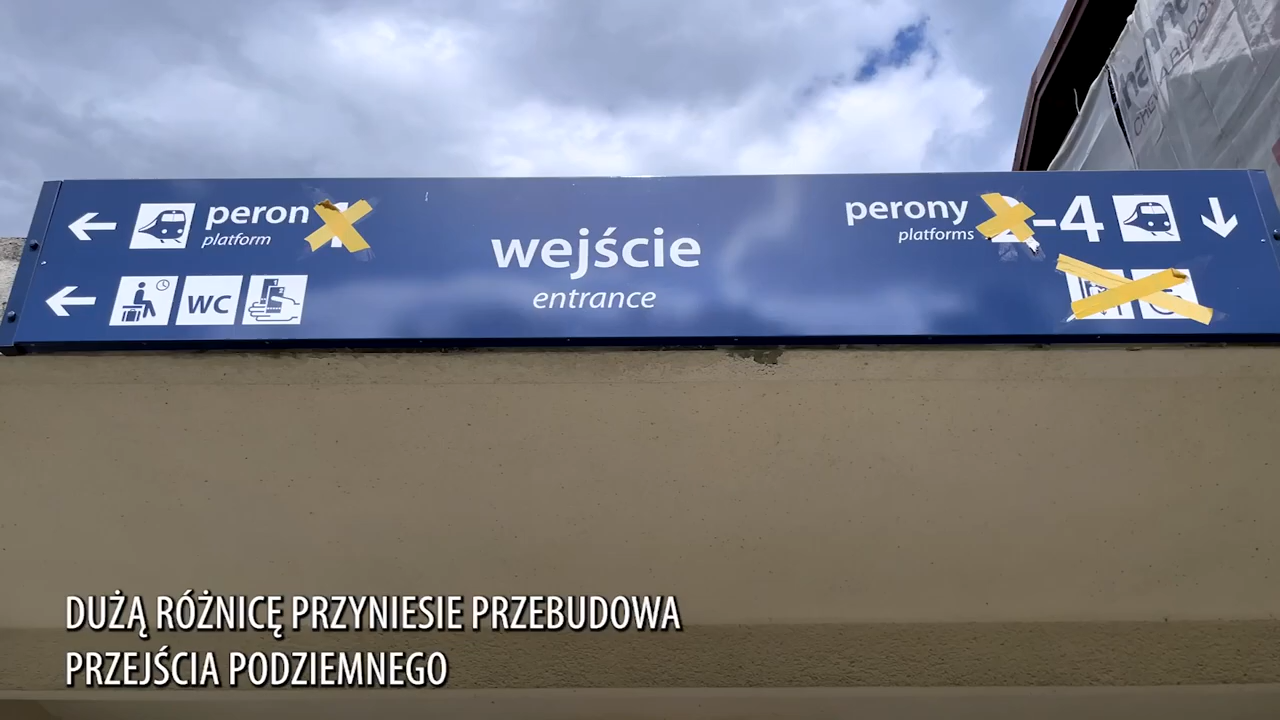 peron
platform
WC
wejście
entrance
perony -4
platforms
DUŻĄ RÓŻNICĘ PRZYNIESIE PRZEBUDOWA
PRZEJŚCIA PODZIEMNEGO